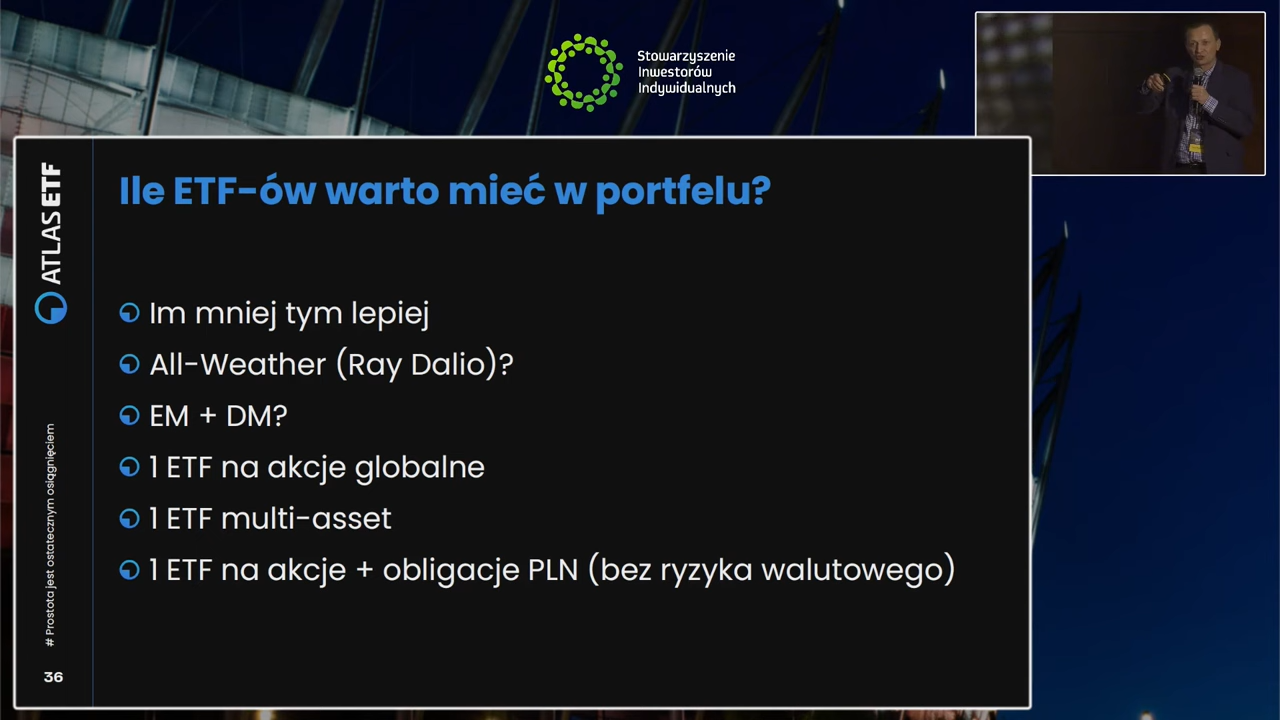 Stowarzyszenie
Inwestorów
Indywidualnych
ATLAS ETF
Ile ETF-ów warto mieć w portfelu?
Im mniej tym lepiej
All-Weather (Ray Dalio)?
EM + DM?
1 ETF na akcje globalne
1 ETF multi-asset
1 ETF na akcje + obligacje PLN (bez ryzyka walutowego)
# Prostota jest ostatecznym osiągnięciem
36